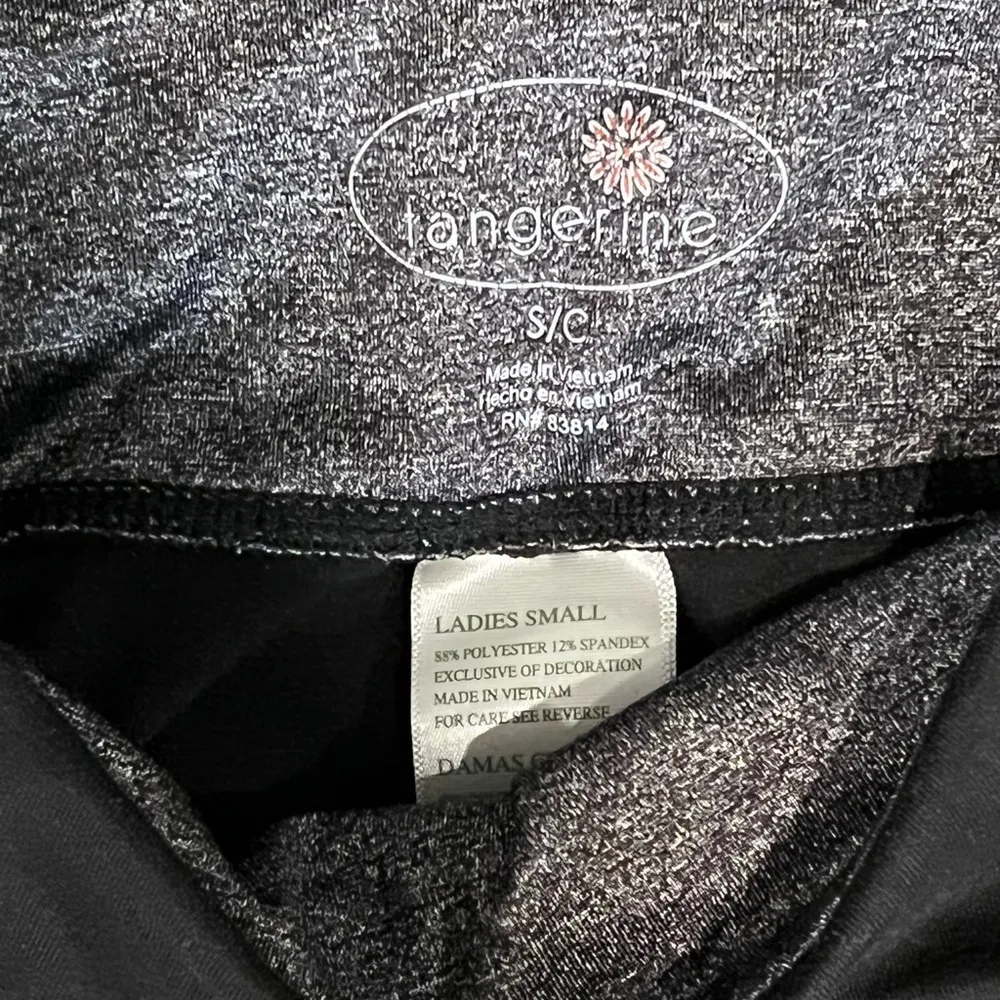 tangerine
S/C
Made in Vietnam
Hecho en Vietnam
RN# 83814
LADIES SMALL
88% POLYESTER 12% SPANDEX
EXCLUSIVE OF DECORATION
MADE IN VIETNAM
FOR CARE SEE REVERSE
DAMAS